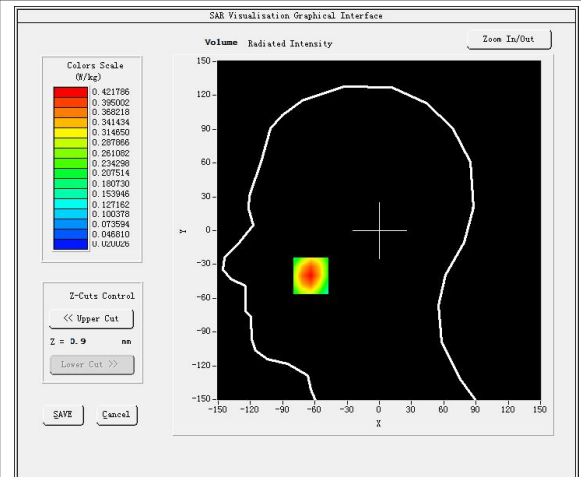 SAR Visualisation Graphical Interface
Volume Radiated Intensity
Zoom In/Out
Colors Scale
(W/kg)
0.421786
0.395002
0.368218
0.341434
0.314650
0.287866
0.261082
0.234298
0.207514
0.180730
0.153946
0.127162
0.100378
0.073594
0.046810
0.020026
Z-Cuts Control
<< Upper Cut
Z = 0.9 mm
Lower Cut >>
SAVE Cancel
150
120
90
60
30
0
-30
-60
-90
-120
-150
Y
-150 -120 -90 -60 -30 0 30 60 90 120 150
X